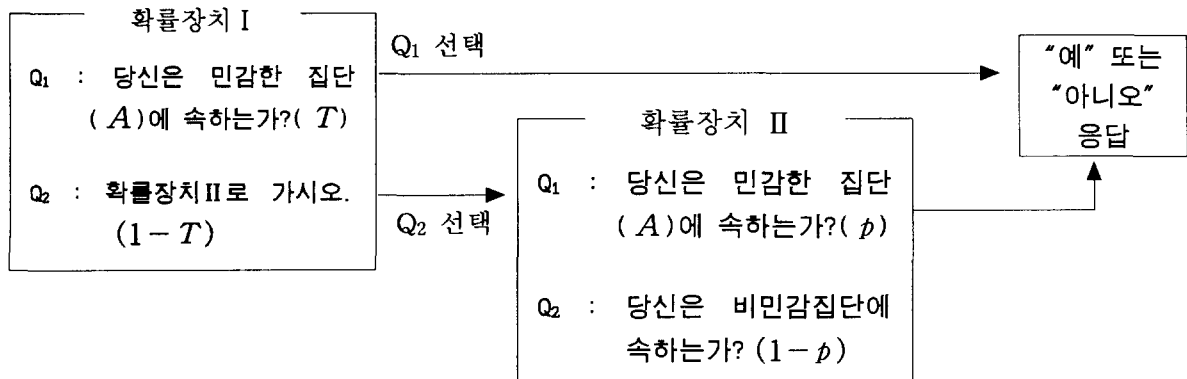 확률장치 Ⅰ
Q₁ : 당신은 민감한 집단
( A )에 속하는가?( T )
Q₂ : 확률장치Ⅱ로 가시오.
(1- T )
Q₁ 선택
Q₂ 선택
확률장치 Ⅱ
Q₁ : 당신은 민감한 집단
( A )에 속하는가?( p )
Q₂ : 당신은 비민감집단에
속하는가? (1-p)
"예" 또는
"아니오"
응답